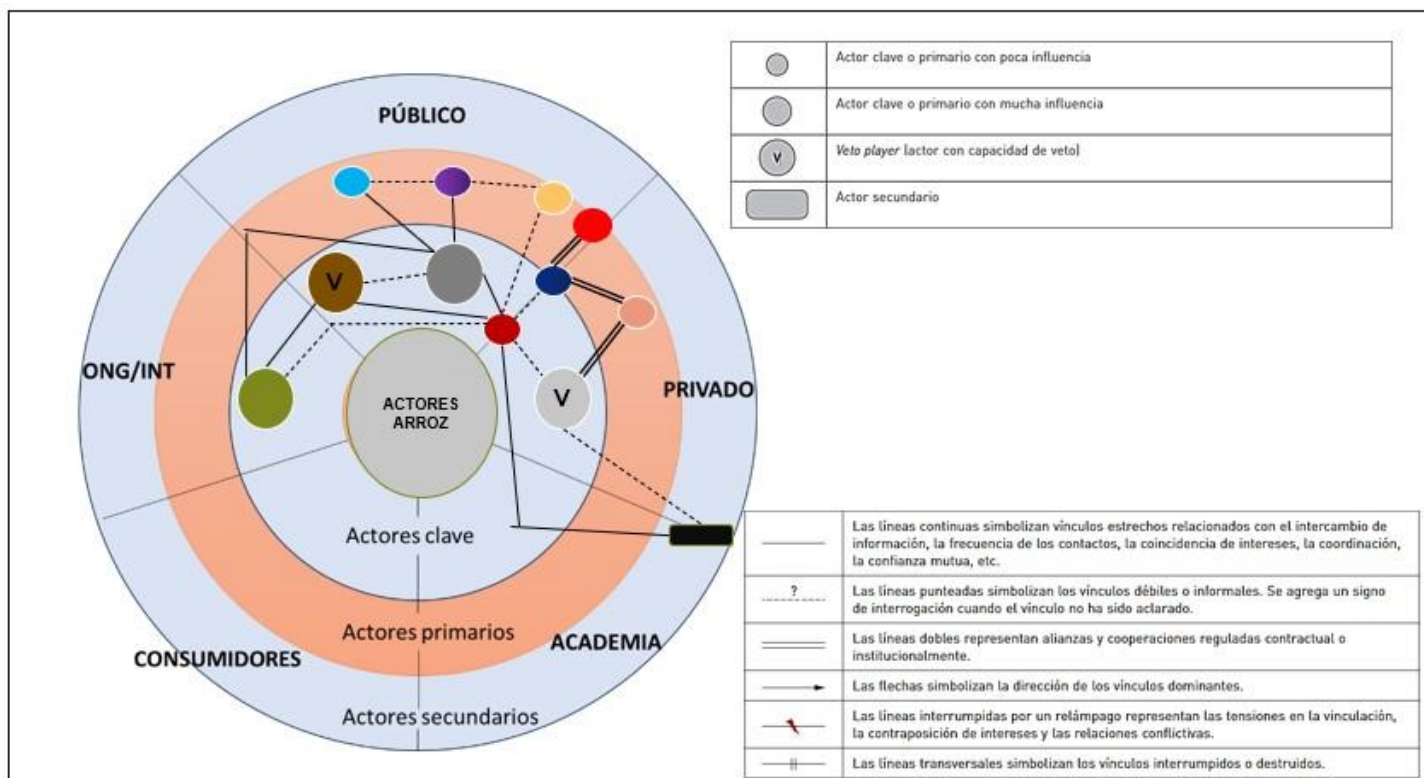 PÚBLICO
ONG/INT
PRIVADO
CONSUMIDORES
ACADEMIA
V
V
ACTORES
ARROZ
Actores clave
Actores primarios
Actores secundarios
Actor clave o primario con poca influencia
Actor clave o primario con mucha influencia
V
Veto player (actor con capacidad de veto)
Actor secundario
Las líneas continuas simbolizan vínculos estrechos relacionados con el intercambio de
información, la frecuencia de los contactos, la coincidencia de intereses, la coordinación,
la confianza mutua, etc.
?
Las líneas punteadas simbolizan los vínculos débiles o informales. Se agrega un signo
de interrogación cuando el vínculo no ha sido aclarado.
Las líneas dobles representan alianzas y cooperaciones reguladas contractual o
institucionalmente.
Las flechas simbolizan la dirección de los vínculos dominantes.
Las líneas interrumpidas por un relámpago representan las tensiones en la vinculación,
la contraposición de intereses y las relaciones conflictivas.
Las líneas transversales simbolizan los vínculos interrumpidos o destruidos.